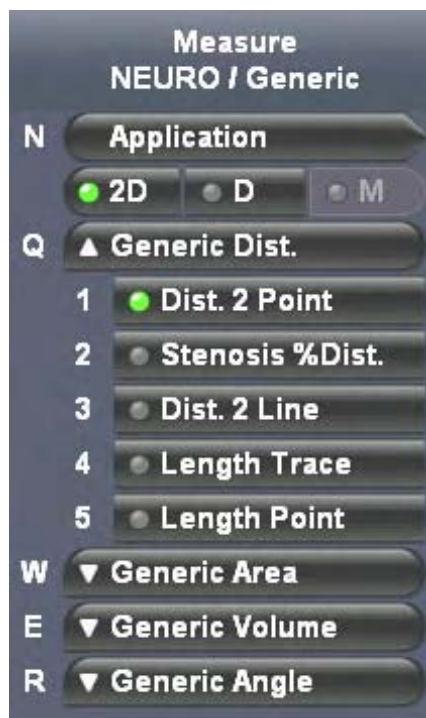 Measure
NEURO / Generic
N Application
2D D M
Q ▲ Generic Dist.
1 Dist. 2 Point
2 Stenosis %Dist.
3 Dist. 2 Line
4 Length Trace
5 Length Point
W ▼ Generic Area
E ▼ Generic Volume
R ▼ Generic Angle